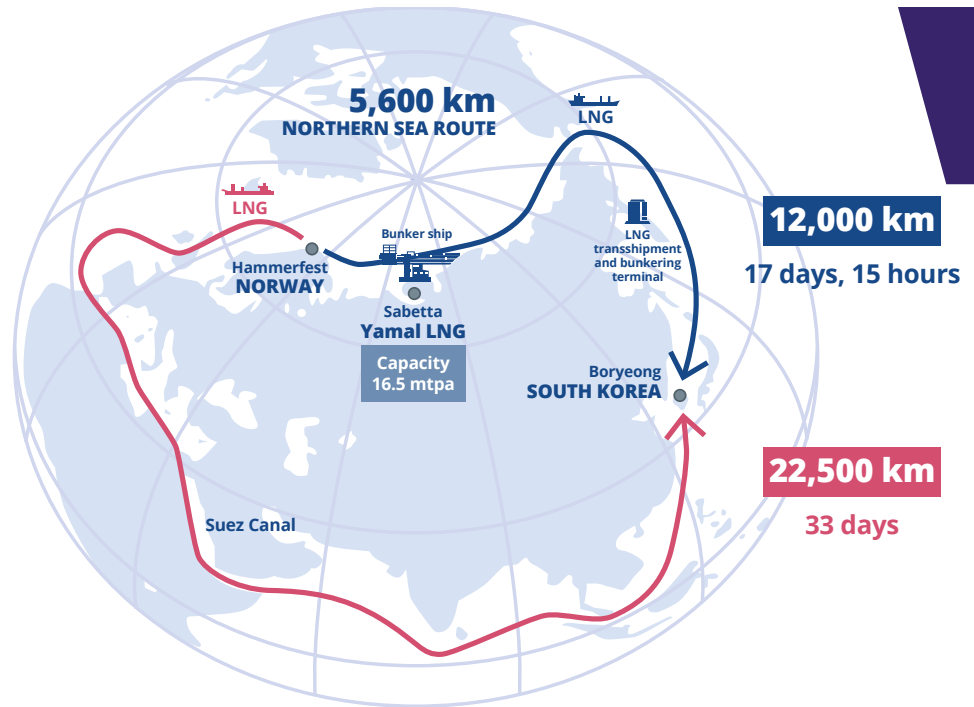 5,600 km
NORTHERN SEA ROUTE
LNG
LNG
Bunker ship
LNG
transshipment
and bunkering
terminal
12,000 km
17 days, 15 hours
Hammerfest
NORWAY
Sabetta
Yamal LNG
Capacity
16.5 mtpa
Boryeong
SOUTH KOREA
22,500 km
33 days
Suez Canal